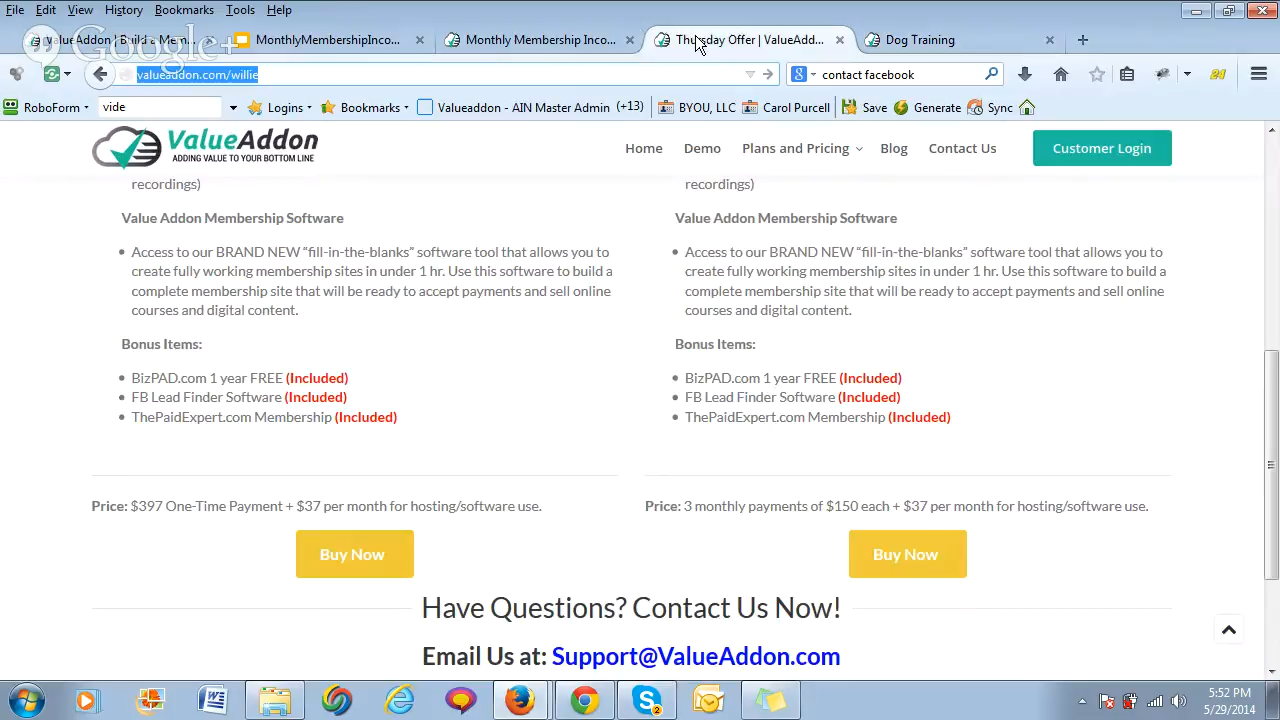 File Edit View History Bookmarks Tools Help
Google+
ValueAddon | Build a Mem...
MonthlyMembershipInco...
Monthly Membership Inco...
Thursday Offer | ValueAdd...
Dog Training
valueaddon.com/willie
contact facebook
RoboForm
vide
Logins
Bookmarks
Valueaddon - AIN Master Admin
(+13)
BYOU, LLC
Carol Purcell
Save
Generate
Sync
ValueAddon
ADDING VALUE TO YOUR BOTTOM LINE
Home
Demo
Plans and Pricing
Blog
Contact Us
Customer Login
recordings)
Value Addon Membership Software
Access to our BRAND NEW “fill-in-the-blanks” software tool that allows you to
create fully working membership sites in under 1 hr. Use this software to build a
complete membership site that will be ready to accept payments and sell online
courses and digital content.
Bonus Items:
BizPAD.com 1 year FREE (Included)
FB Lead Finder Software (Included)
ThePaidExpert.com Membership (Included)
Price: $397 One-Time Payment + $37 per month for hosting/software use.
Buy Now
recordings)
Value Addon Membership Software
Access to our BRAND NEW “fill-in-the-blanks” software tool that allows you to
create fully working membership sites in under 1 hr. Use this software to build a
complete membership site that will be ready to accept payments and sell online
courses and digital content.
Bonus Items:
BizPAD.com 1 year FREE (Included)
FB Lead Finder Software (Included)
ThePaidExpert.com Membership (Included)
Price: 3 monthly payments of $150 each + $37 per month for hosting/software use.
Buy Now
Have Questions? Contact Us Now!
Email Us at: Support@ValueAddon.com
5:52 PM
5/29/2014